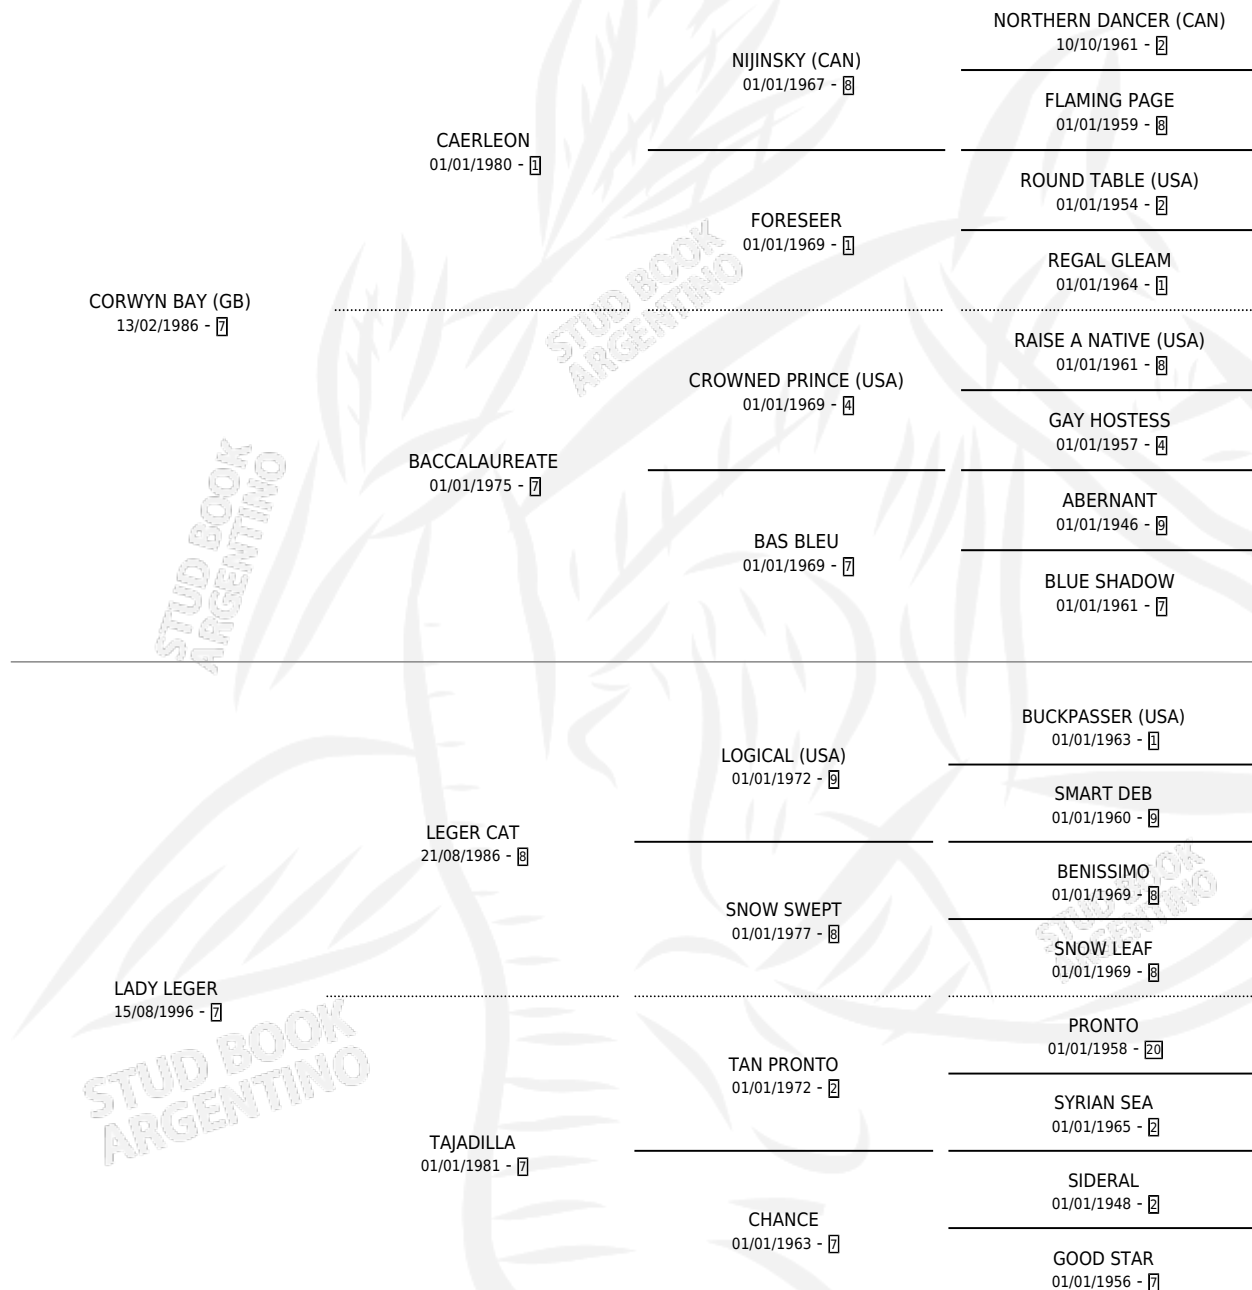 NORTHERN DANCER (CAN)
10/10/1961 - 2
NIJINSKY (CAN)
01/01/1967 - 8
FLAMING PAGE
01/01/1959 - 8
CAERLEON
01/01/1980 - 1
ROUND TABLE (USA)
01/01/1954 - 2
FORESEER
01/01/1969 - 1
REGAL GLEAM
01/01/1964 - 1
CORWYN BAY (GB)
13/02/1986 - 7
RAISE A NATIVE (USA)
01/01/1961 - 8
CROWNED PRINCE (USA)
01/01/1969 - 4
GAY HOSTESS
01/01/1957 - 4
BACCALAUREATE
01/01/1975 - 7
ABERNANT
01/01/1946 - 9
BAS BLEU
01/01/1969 - 7
BLUE SHADOW
01/01/1961 - 7
BUCKPASSER (USA)
01/01/1963 - 1
LOGICAL (USA)
01/01/1972 - 9
SMART DEB
01/01/1960 - 9
LEGER CAT
21/08/1986 - 8
BENISSIMO
01/01/1969 - 8
SNOW SWEPT
01/01/1977 - 8
SNOW LEAF
01/01/1969 - 8
LADY LEGER
15/08/1996 - 7
PRONTO
01/01/1958 - 20
TAN PRONTO
01/01/1972 - 2
SYRIAN SEA
01/01/1965 - 2
TAJADILLA
01/01/1981 - 7
SIDERAL
01/01/1948 - 2
CHANCE
01/01/1963 - 7
GOOD STAR
01/01/1956 - 7
STUD BOOK
ARGENTINO
STUD BOOK
ARGENTINO
STUD BOOK
ARGENTINO
STUD BOOK
ARGENTINO